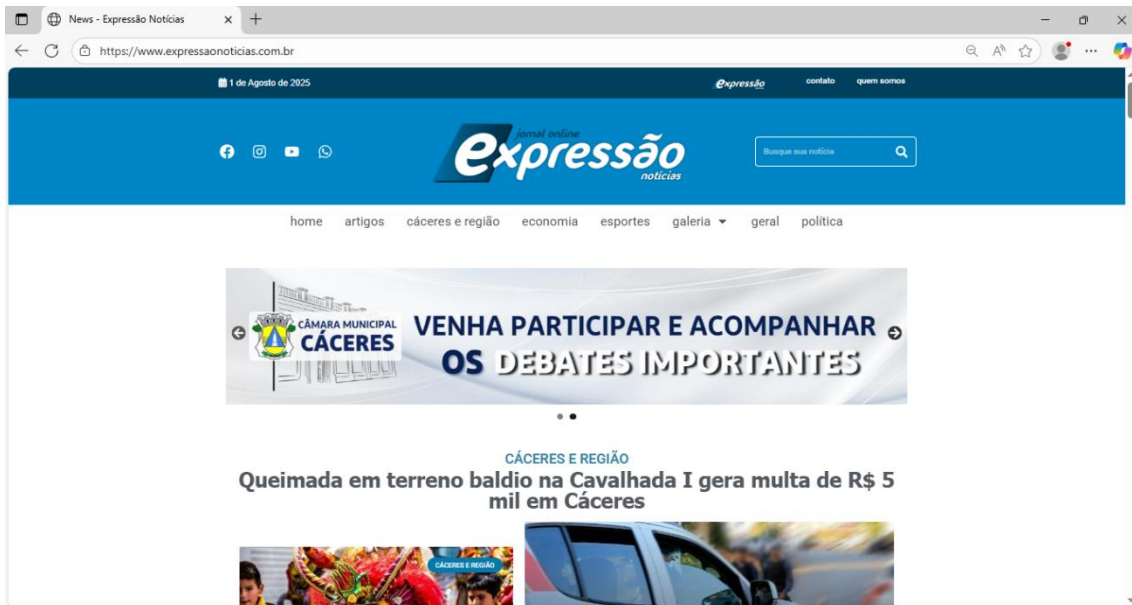 News - Expressão Notícias
https://www.expressaonoticias.com.br
1 de Agosto de 2025
expressão
contato
quem somos
jornal online
expressão
notícias
Busque sua notícia
home artigos cáceres e região economia esportes galeria geral política
CÂMARA MUNICIPAL
CÁCERES
VENHA PARTICIPAR E ACOMPANHAR
OS DEBATES IMPORTANTES
CÁCERES E REGIÃO
Queimada em terreno baldio na Cavalhada I gera multa de R$ 5
mil em Cáceres
CÁCERES E REGIÃO